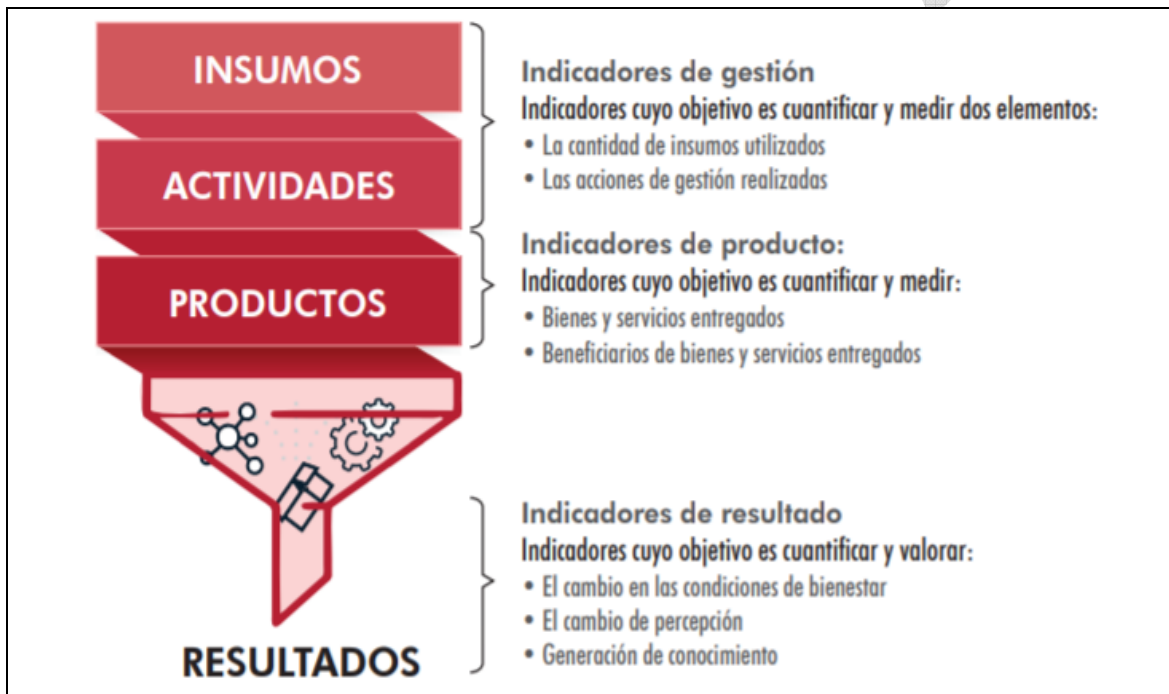 INSUMOS
Indicadores de gestión
Indicadores cuyo objetivo es cuantificar y medir dos elementos:
• La cantidad de insumos utilizados
ACTIVIDADES
• Las acciones de gestión realizadas
Indicadores de producto:
Indicadores cuyo objetivo es cuantificar y medir:
PRODUCTOS
• Bienes y servicios entregados
• Beneficiarios de bienes y servicios entregados
Indicadores de resultado
Indicadores cuyo objetivo es cuantificar y valorar:
• El cambio en las condiciones de bienestar
• El cambio de percepción
• Generación de conocimiento
RESULTADOS